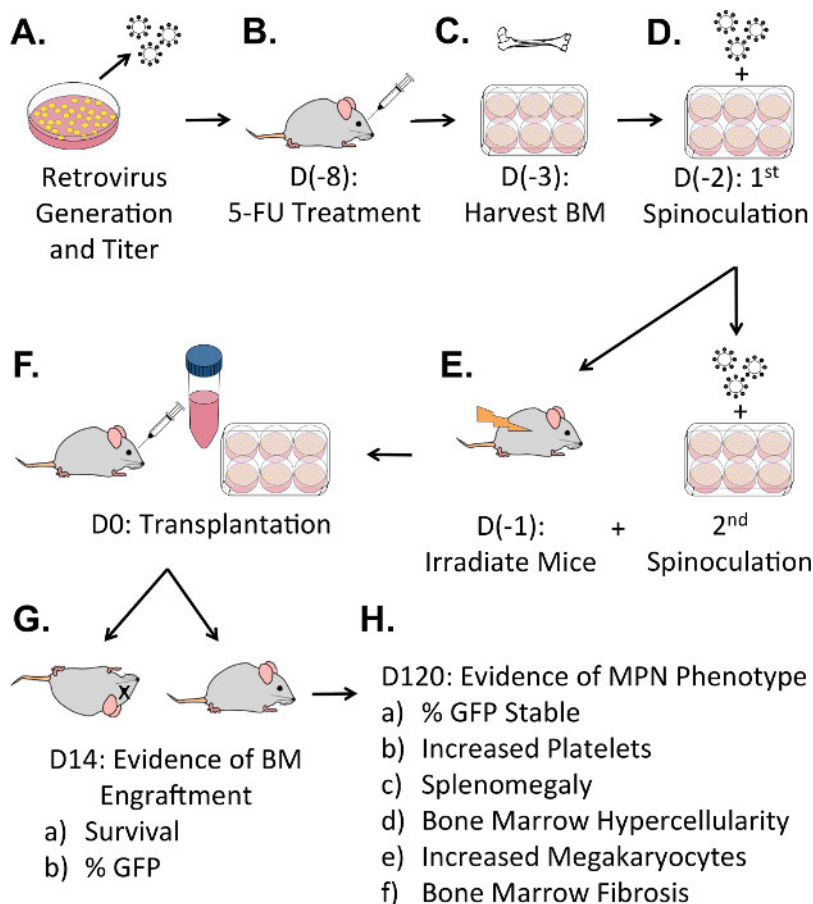 A.
Retrovirus
Generation
and Titer
B.
D(-8):
5-FU Treatment
C.
D(-3):
Harvest BM
D.
+
D(-2): 1st
Spinoculation
F.
D0: Transplantation
E.
D(-1):
Irradiate Mice
+
+
2nd
Spinoculation
G.
X
D14: Evidence of BM
Engraftment
a) Survival
b) % GFP
H.
D120: Evidence of MPN Phenotype
a) % GFP Stable
b) Increased Platelets
c) Splenomegaly
d) Bone Marrow Hypercellularity
e) Increased Megakaryocytes
f) Bone Marrow Fibrosis